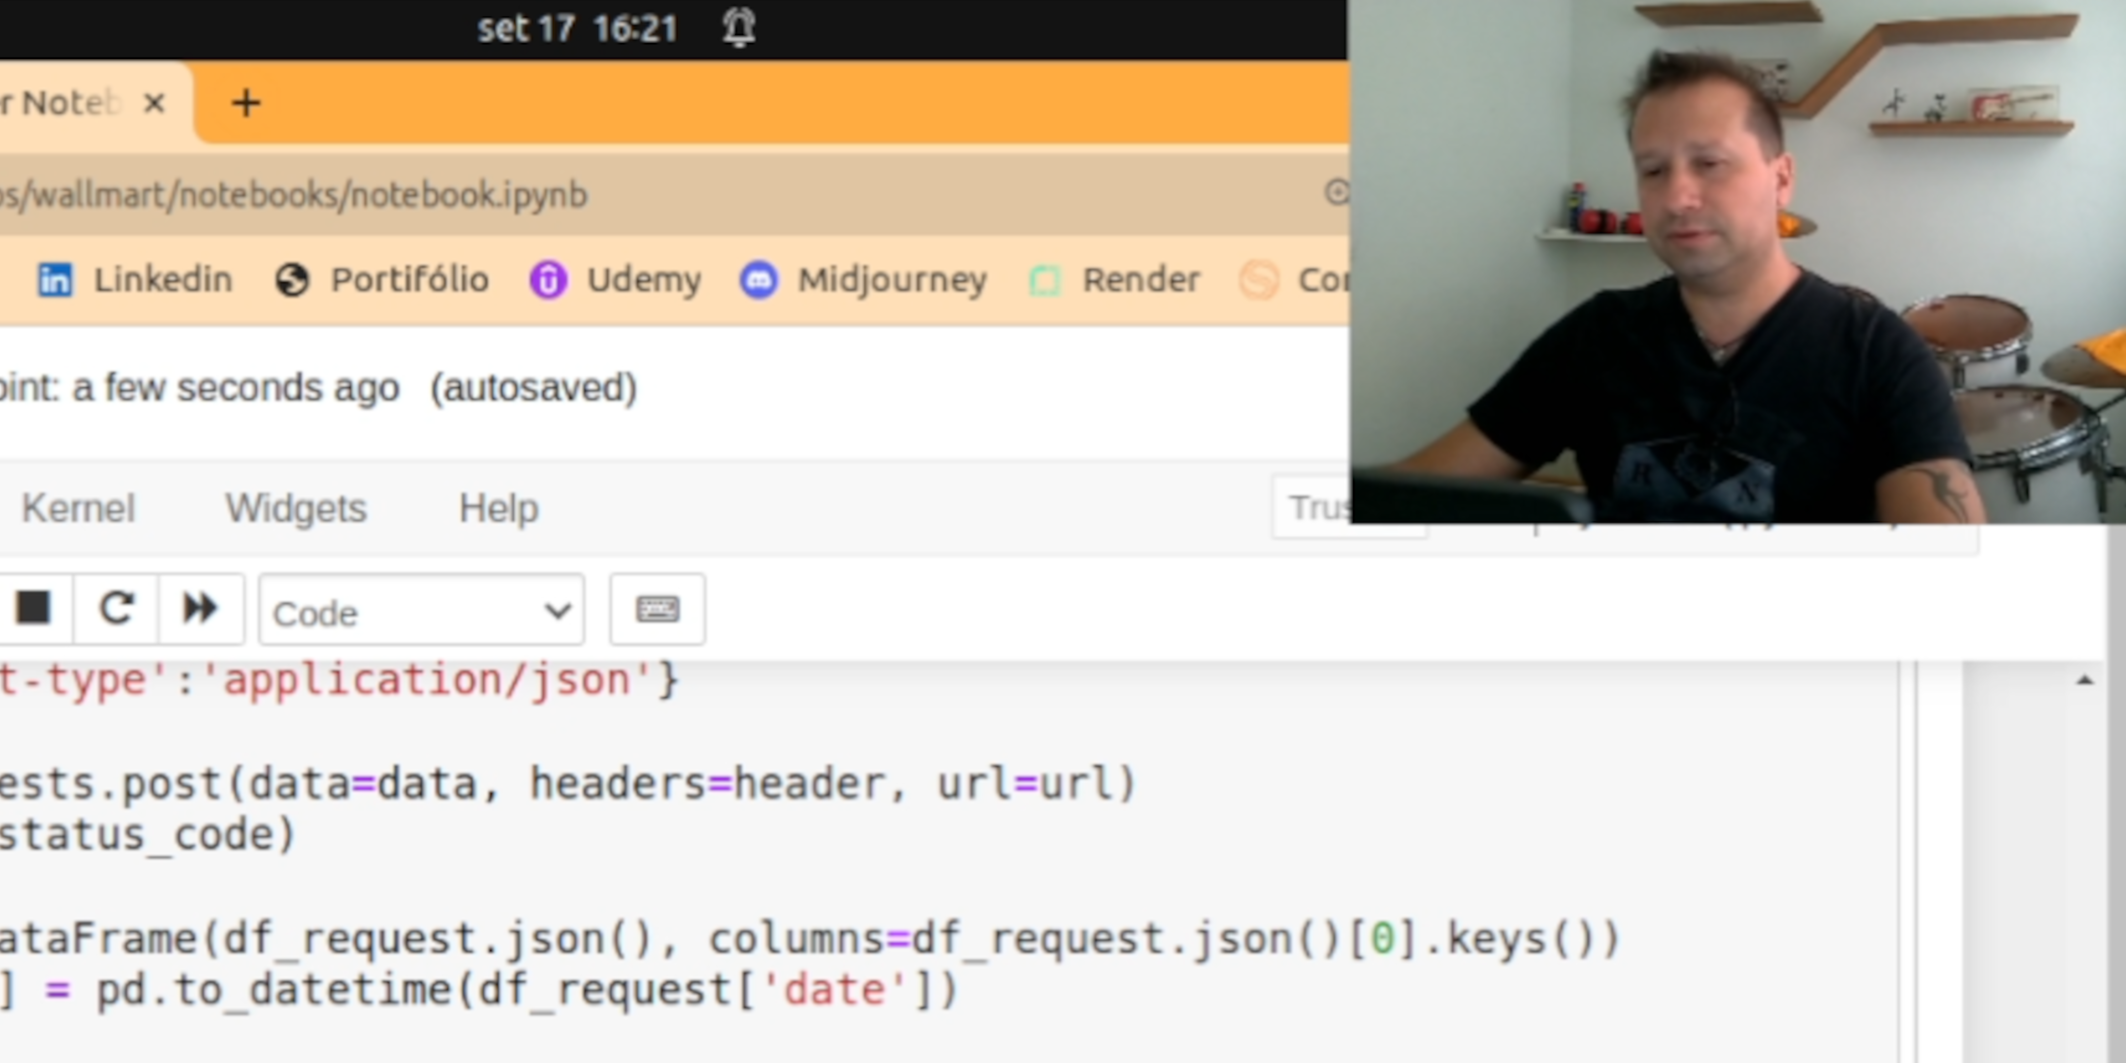 set 17 16:21
r Noteb
os/wallmart/notebooks/notebook.ipynb
Linkedin Portifólio Udemy Midjourney Render Cor
oint: a few seconds ago (autosaved)
Kernel Widgets Help Trus
Code
t-type':'application/json'}
ests.post(data=data, headers=header, url=url)
status_code)
ataFrame(df_request.json(), columns=df_request.json()[0].keys())
] = pd.to_datetime(df_request['date'])